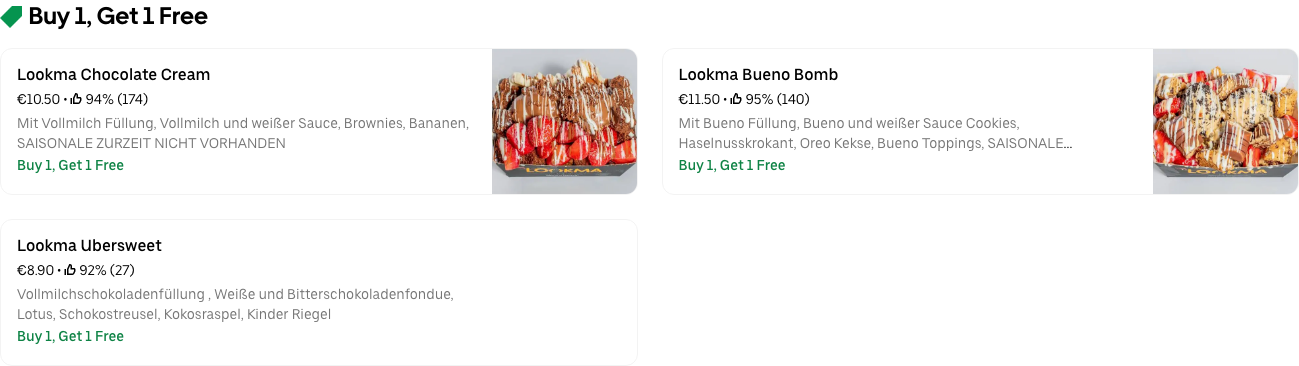 Buy 1, Get 1 Free
Lookma Chocolate Cream
€10.50 • 94% (174)
Mit Vollmilch Füllung, Vollmilch und weißer Sauce, Brownies, Bananen,
SAISONALE ZURZEIT NICHT VORHANDEN
Buy 1, Get 1 Free
LOOKMA
Lookma Bueno Bomb
€11.50 • 95% (140)
Mit Bueno Füllung, Bueno und weißer Sauce Cookies,
Haselnusskrokant, Oreo Kekse, Bueno Toppings, SAISONALE...
Buy 1, Get 1 Free
LOOKMA
Lookma Ubersweet
€8.90 • 92% (27)
Vollmilchschokoladenfüllung , Weiße und Bitterschokoladenfondue,
Lotus, Schokostreusel, Kokosraspel, Kinder Riegel
Buy 1, Get 1 Free